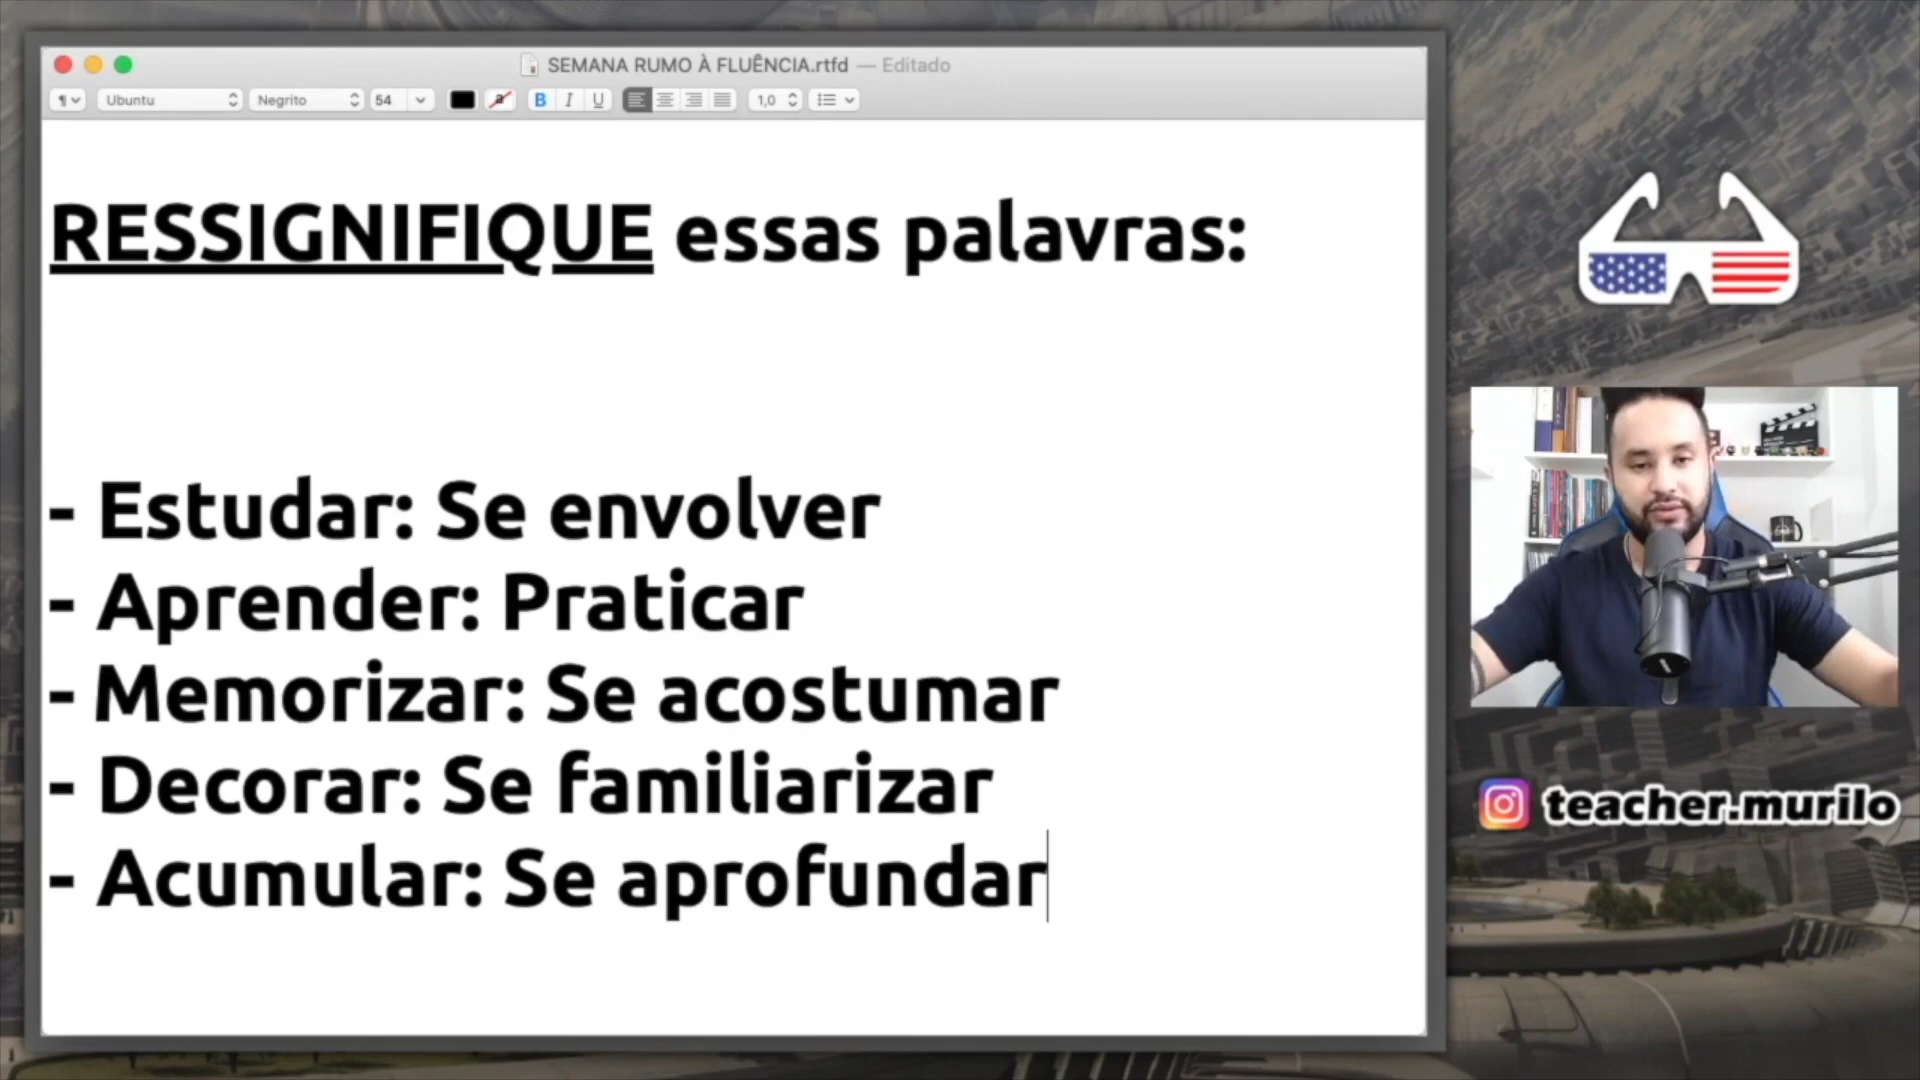 SEMANA RUMO À FLUÊNCIA.rtfd — Editado
Ubuntu Negrito 54 B I U 1,0
RESSIGNIFIQUE essas palavras:
- Estudar: Se envolver
- Aprender: Praticar
- Memorizar: Se acostumar
- Decorar: Se familiarizar
- Acumular: Se aprofundar
teacher.murilo